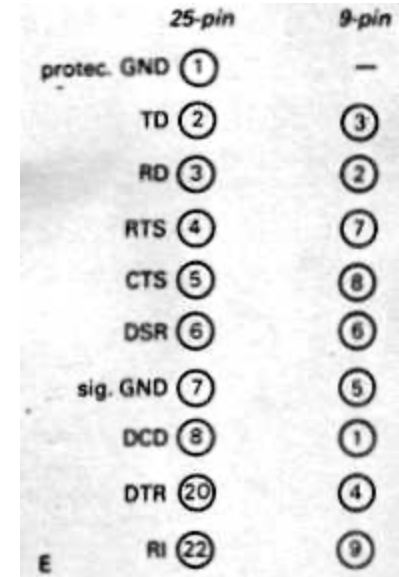 25-pin 9-pin
protec. GND 1 —
TD 2 3
RD 3 2
RTS 4 7
CTS 5 8
DSR 6 6
sig. GND 7 5
DCD 8 1
DTR 20 4
RI 22 9
E